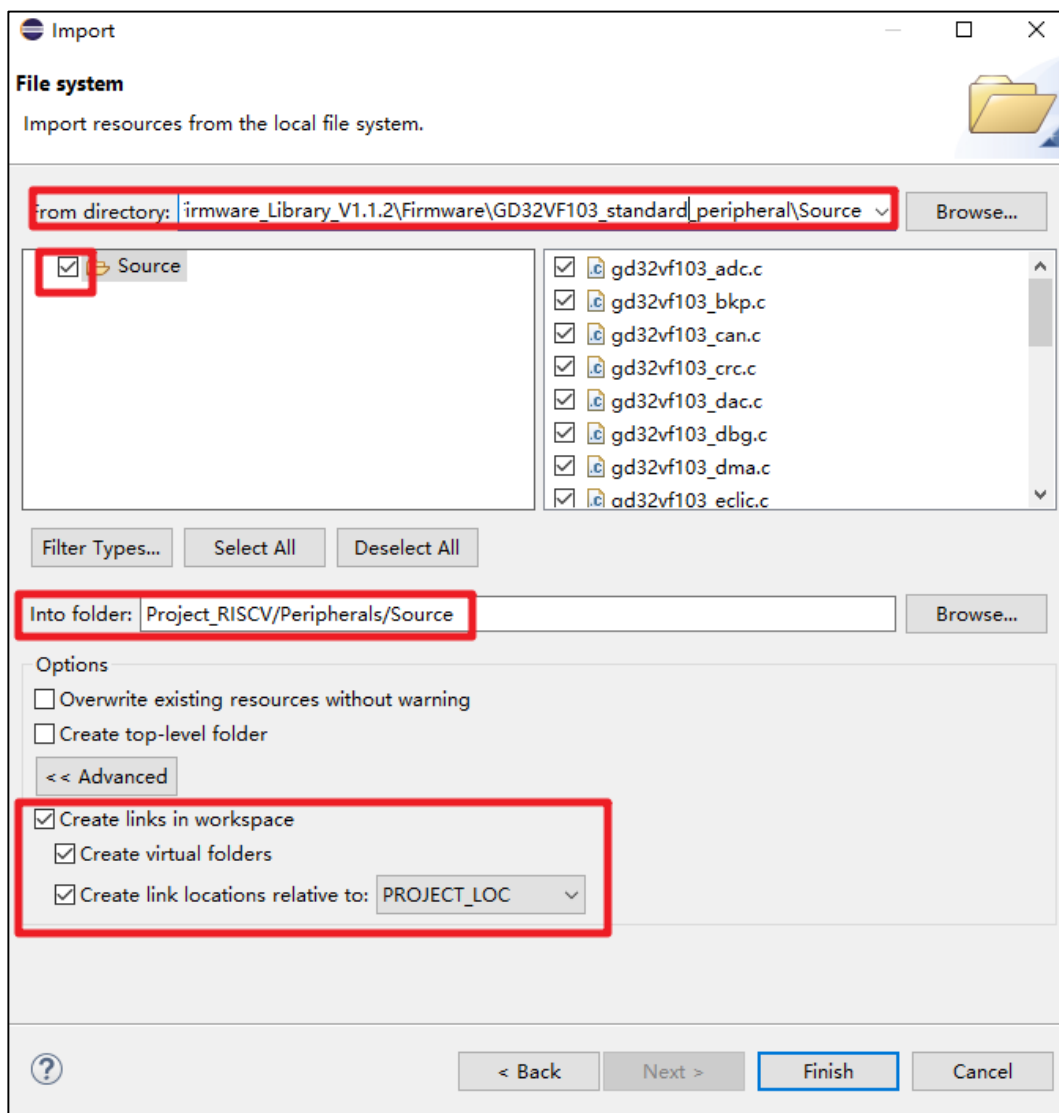 Import
File system
Import resources from the local file system.
From directory: irmware_Library_V1.1.2\Firmware\GD32VF103_standard_peripheral\Source Browse...
Source
gd32vf103_adc.c
gd32vf103_bkp.c
gd32vf103_can.c
gd32vf103_crc.c
gd32vf103_dac.c
gd32vf103_dbg.c
gd32vf103_dma.c
gd32vf103_eclic.c
Filter Types... Select All Deselect All
Into folder: Project_RISCV/Peripherals/Source Browse...
Options
Overwrite existing resources without warning
Create top-level folder
<< Advanced
Create links in workspace
Create virtual folders
Create link locations relative to: PROJECT_LOC
? < Back Next > Finish Cancel